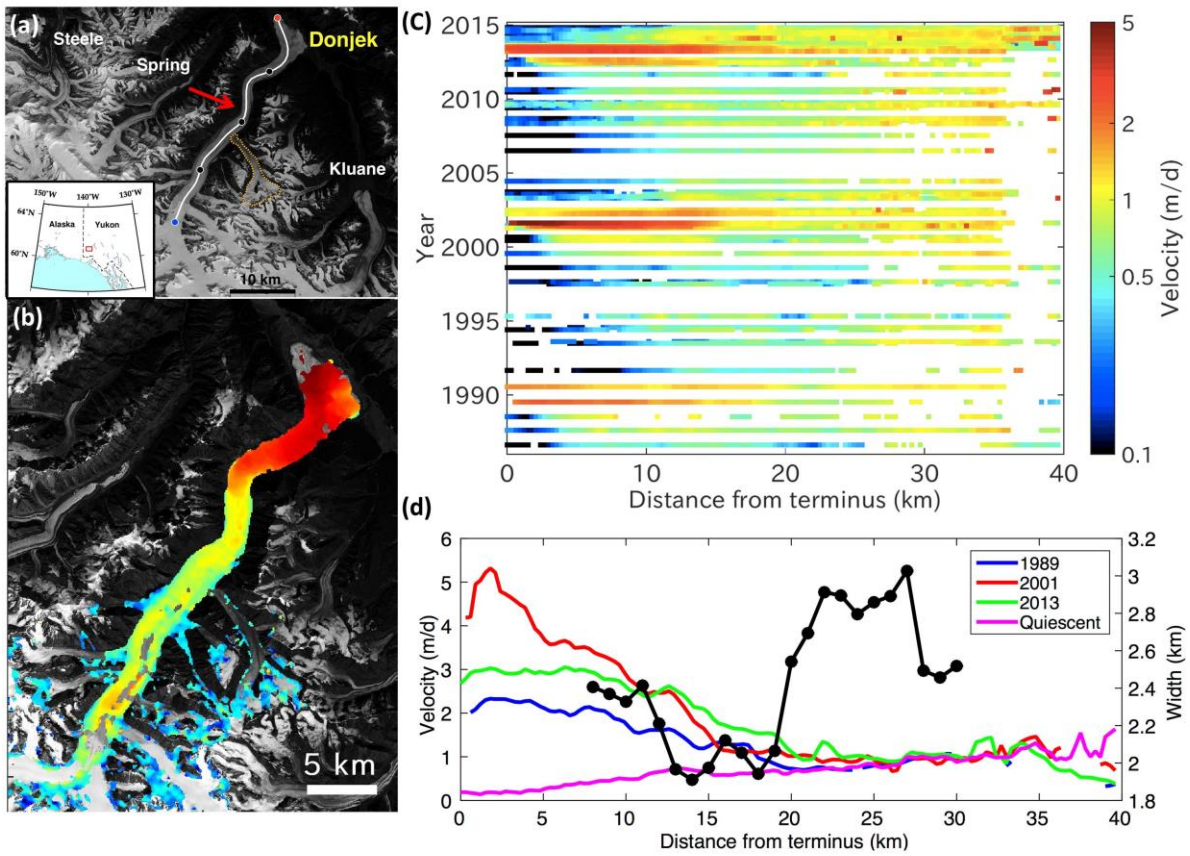 (a)
Steele
Donjek
Spring
Kluane
150°W 140°W 130°W
64°N
Alaska Yukon
60°N
10 km
(b)
5 km
(C)
2015
2010
2005
2000
1995
1990
Year
0 10 20 30 40
Distance from terminus (km)
5
2
1
0.5
0.1
Velocity (m/d)
(d)
6
5
4
3
2
1
0
Velocity (m/d)
1989
2001
2013
Quiescent
3.2
3
2.8
2.6
2.4
2.2
2
1.8
Width (km)
0 5 10 15 20 25 30 35 40
Distance from terminus (km)